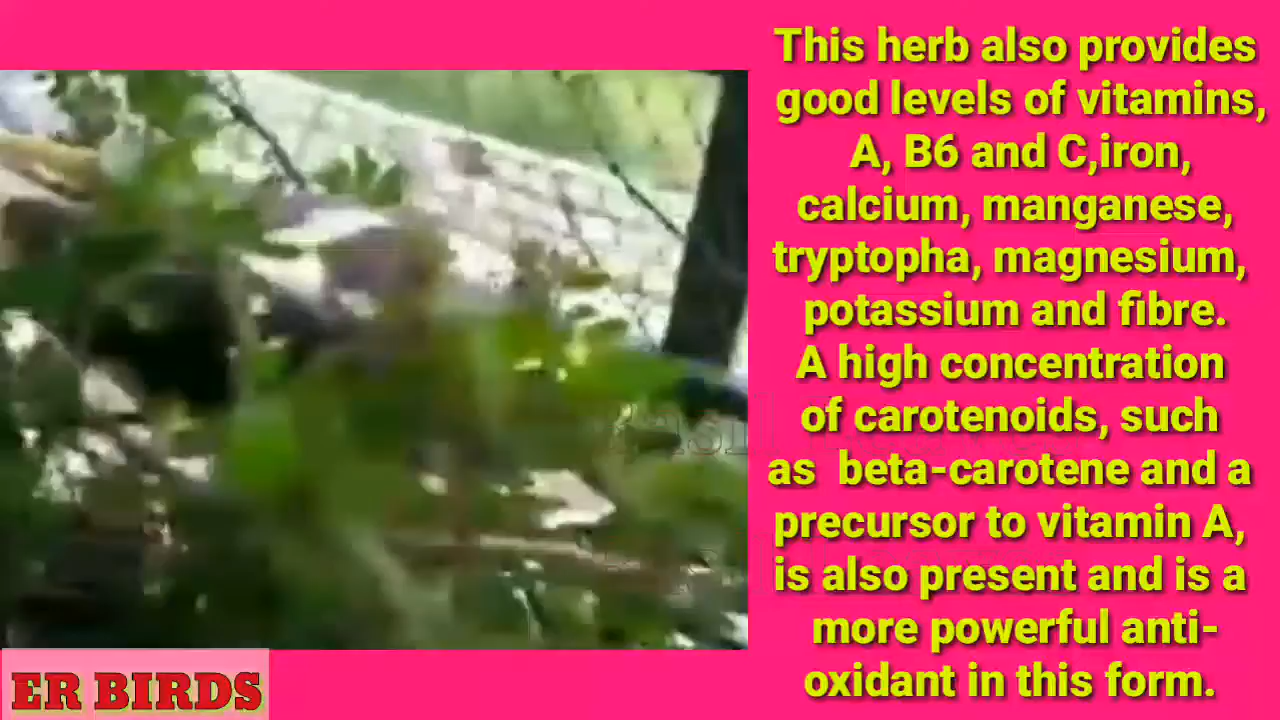 This herb also provides
good levels of vitamins,
A, B6 and C,iron,
calcium, manganese,
tryptopha, magnesium,
potassium and fibre.
A high concentration
of carotenoids, such
as  beta-carotene and a
precursor to vitamin A,
is also present and is a
more powerful anti-
oxidant in this form.
ER BIRDS